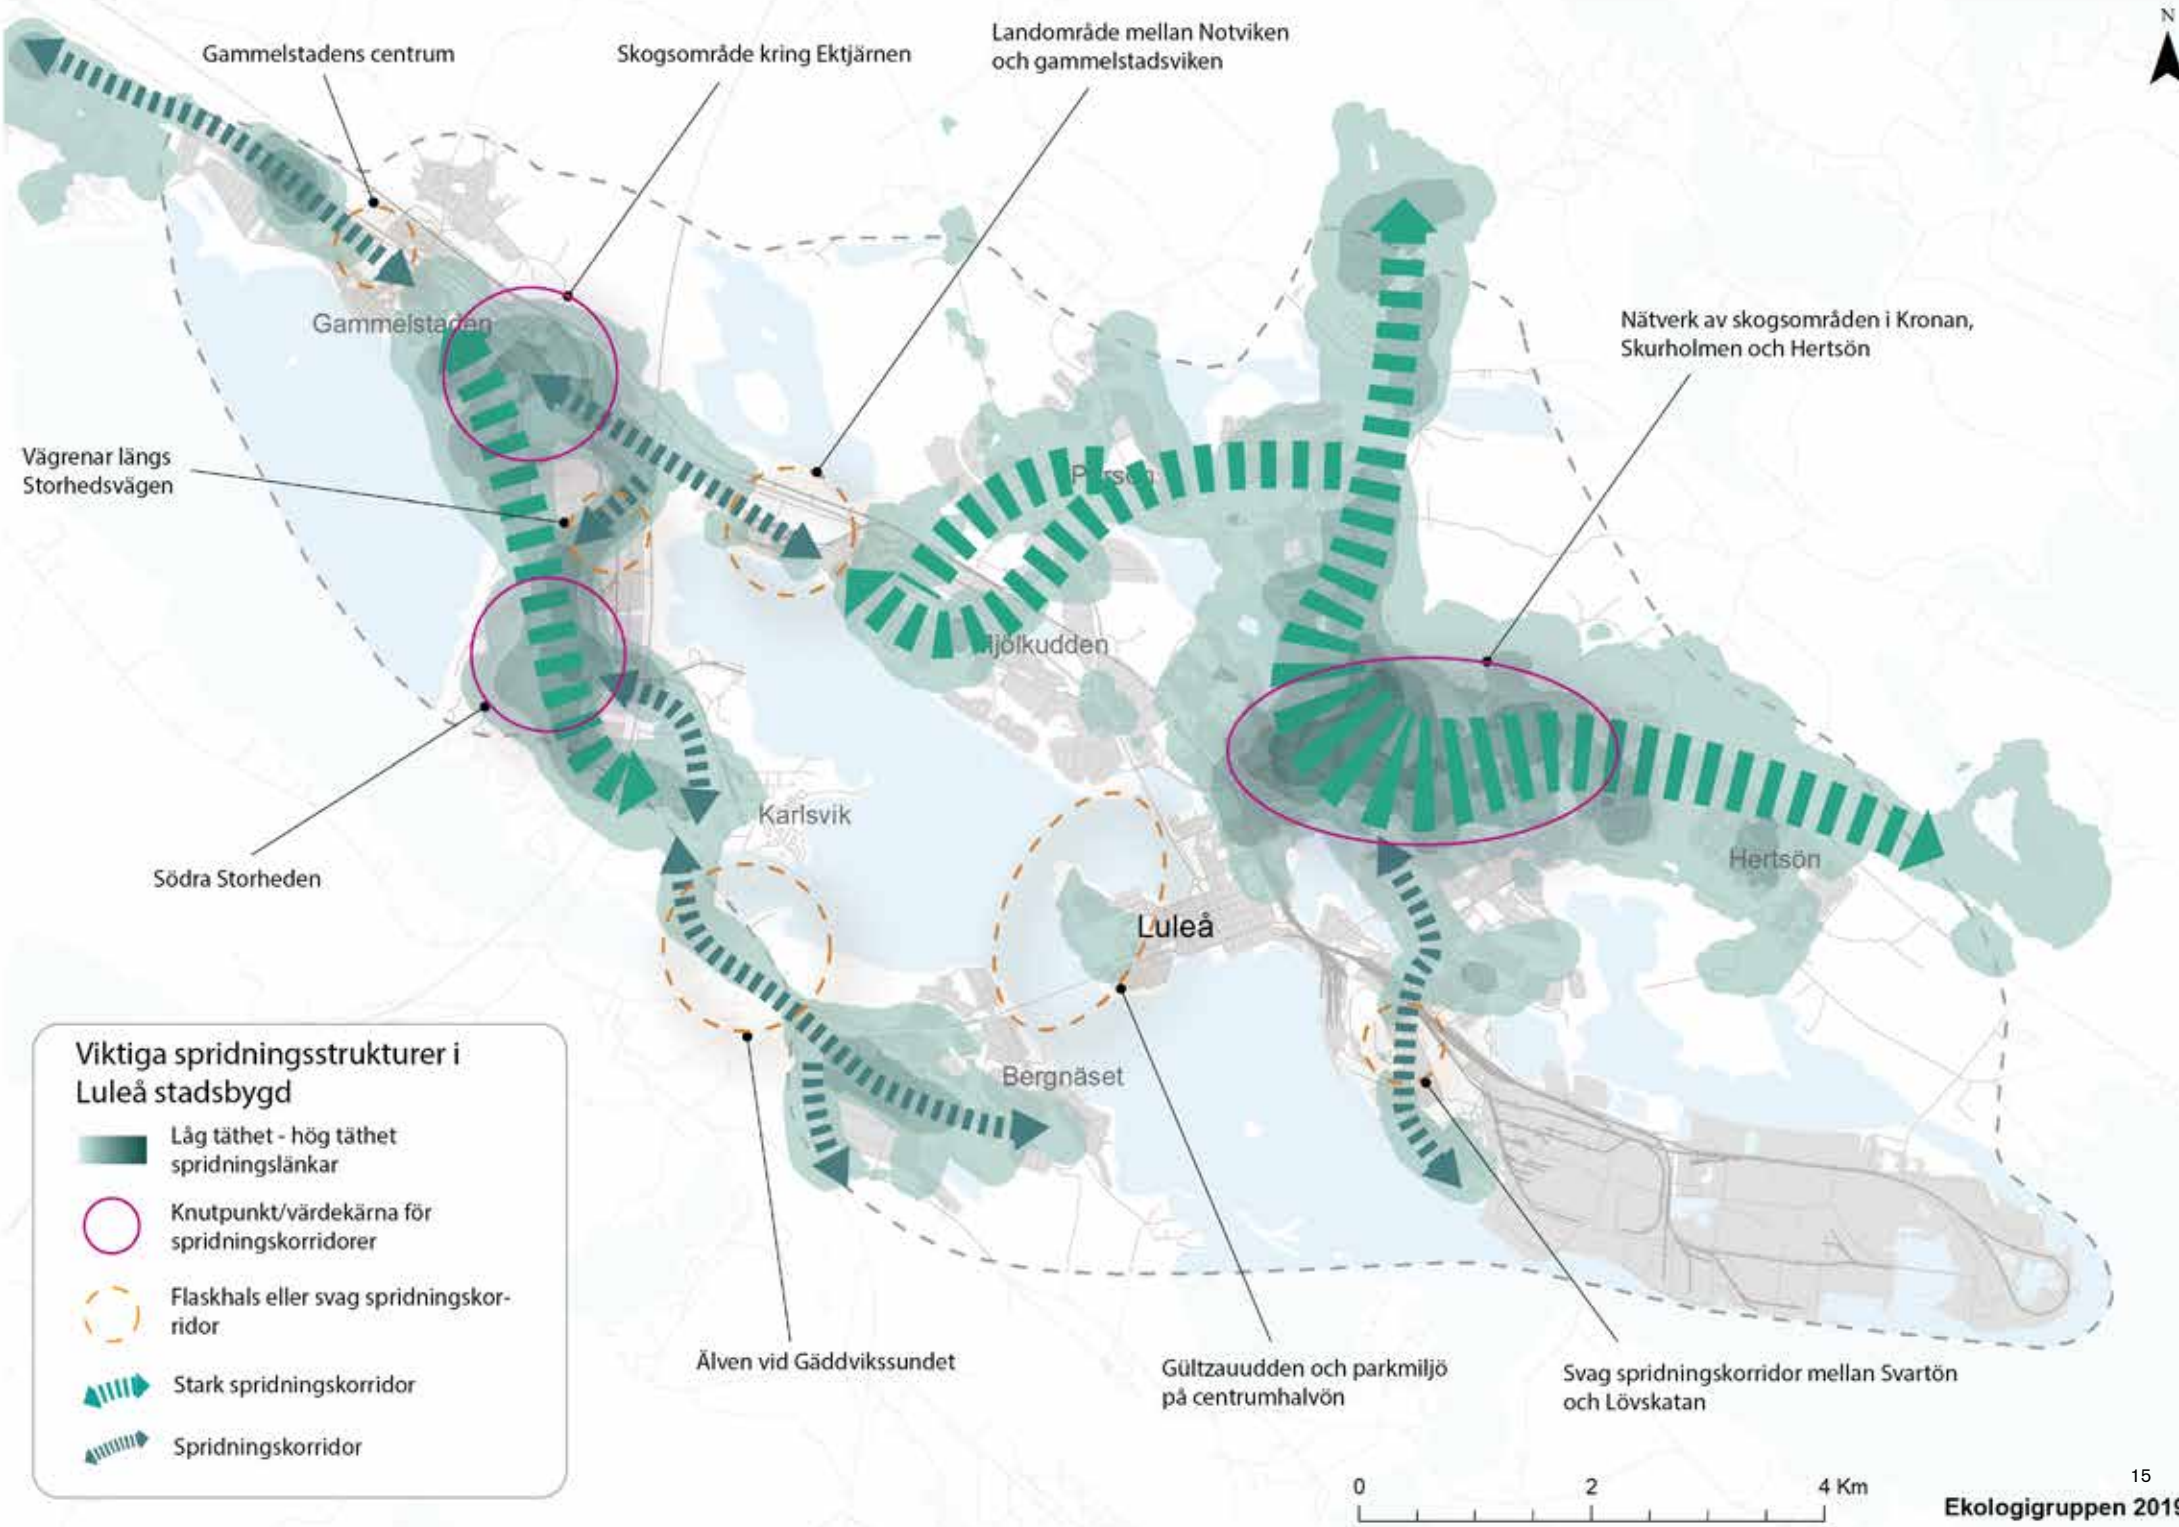 N
Landområde mellan Notviken
och gammelstadsviken
Gammelstadens centrum
Skogsområde kring Ektjärnen
Gammelstaden
Nätverk av skogsområden i Kronan,
Skurholmen och Hertsön
Vägrenar längs
Storhedsvägen
Södra Storheden
Karlsvik
Hertsön
Luleå
Bergnäset
Viktiga spridningsstrukturer i
Luleå stadsbygd
Låg täthet - hög täthet
spridningslänkar
Knutpunkt/värdekärna för
spridningskorridorer
Flaskhals eller svag spridningskor-
ridor
Stark spridningskorridor
Spridningskorridor
Älven vid Gäddvikssundet
Gültzauudden och parkmiljö
på centrumhalvön
Svag spridningskorridor mellan Svartön
och Lövskatan
0 2 4 Km
15
Ekologigruppen 2019